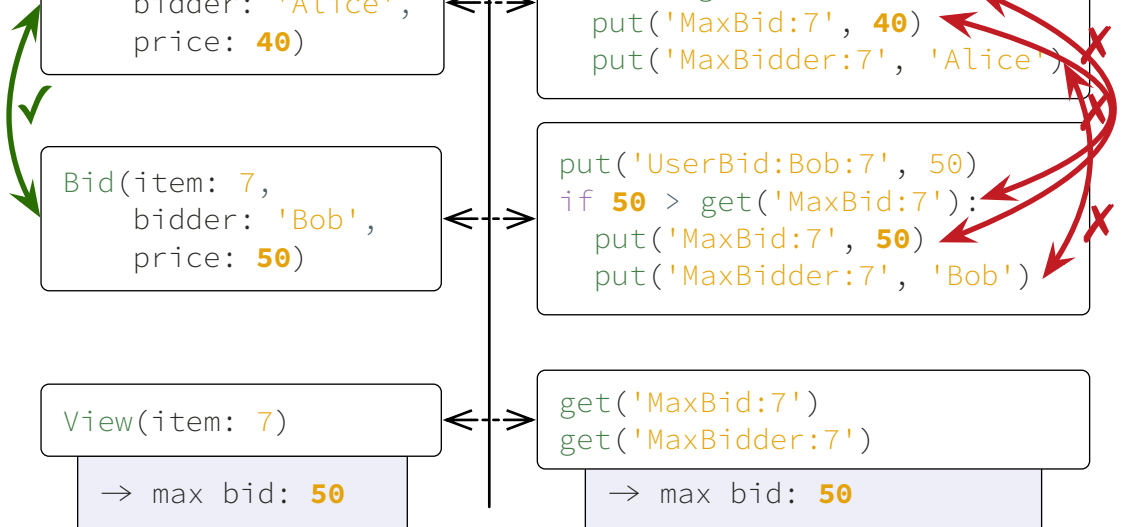 bidder: 'Alice',
price: 40)
put('MaxBid:7', 40)
put('MaxBidder:7', 'Alice')
Bid(item: 7,
bidder: 'Bob',
price: 50)
put('UserBid:Bob:7', 50)
if 50 > get('MaxBid:7'):
put('MaxBid:7', 50)
put('MaxBidder:7', 'Bob')
View(item: 7)
→ max bid: 50
get('MaxBid:7')
get('MaxBidder:7')
→ max bid: 50